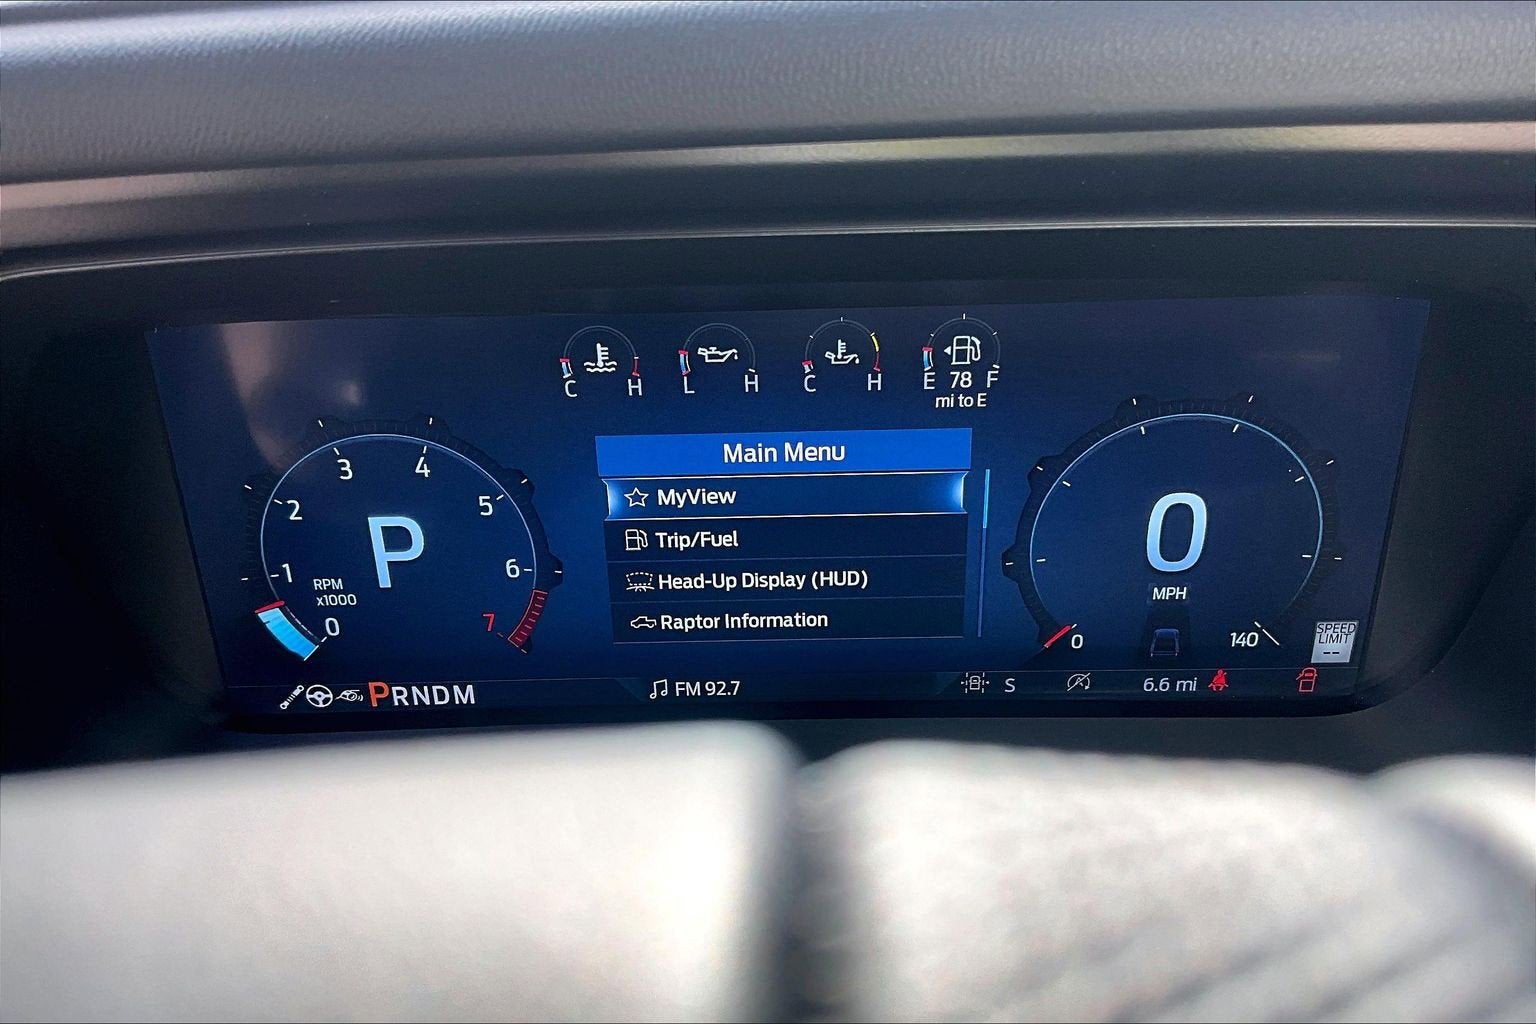 C H
L H
C H
E 78 F
mi to E
Main Menu
MyView
Trip/Fuel
Head-Up Display (HUD)
Raptor Information
0
1
2
3
4
5
6
7
RPM
x1000
P
0
MPH
0
140
SPEED
LIMIT
--
PRNDM
FM 92.7
S
6.6 mi